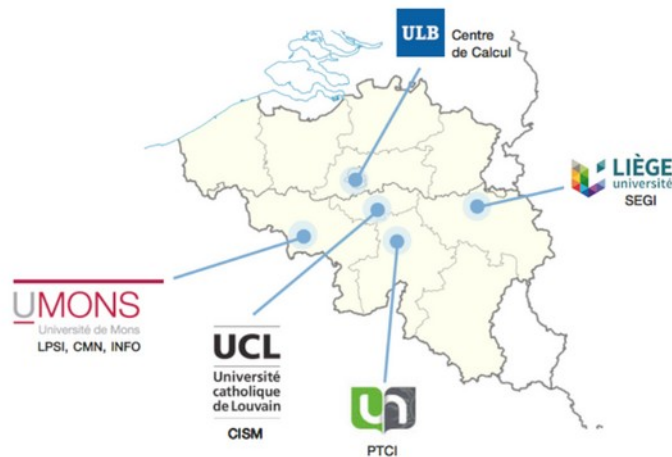 ULB
Centre
de Calcul
LIÈGE
université
SEGI
UMONS
Université de Mons
LPSI, CMN, INFO
UCL
Université
catholique
de Louvain
CISM
un
PTCI